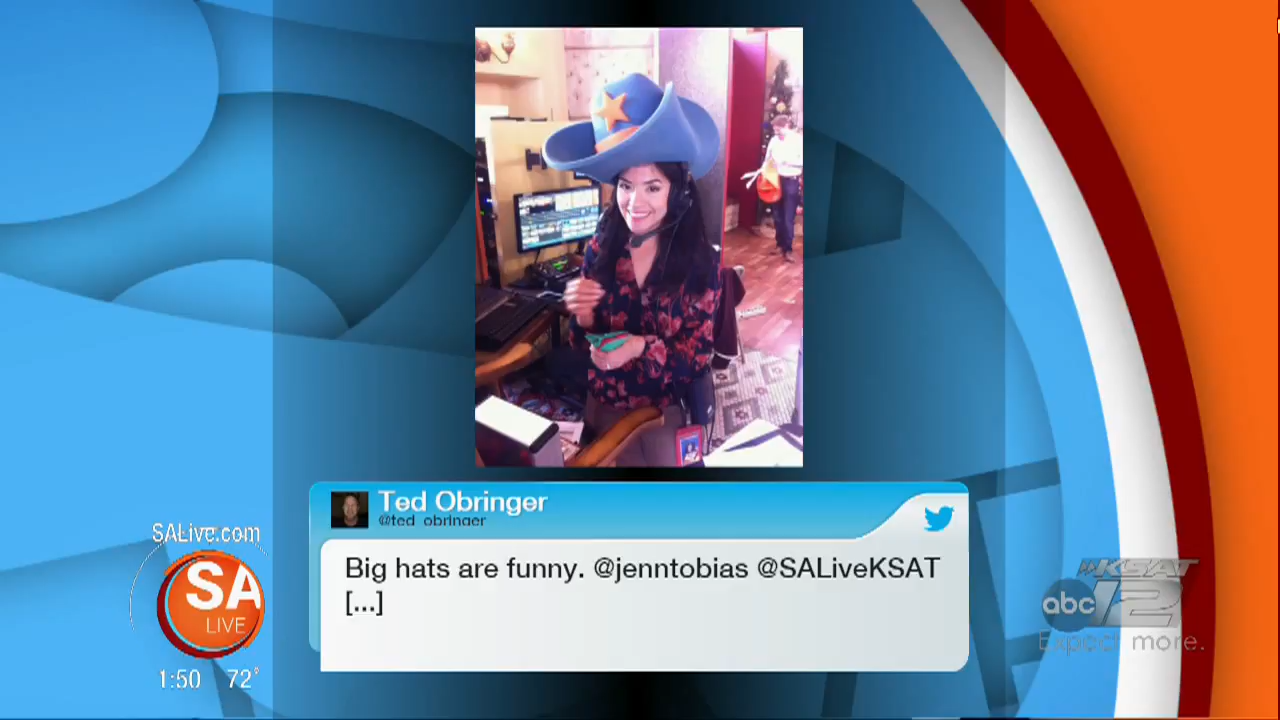 Ted Obringer
@ted_obringer
Big hats are funny. @jenntobias @SALiveKSAT
[...]
SALive.com
SA
LIVE
1:50 72°
KSAT
abc 12
Expect more.